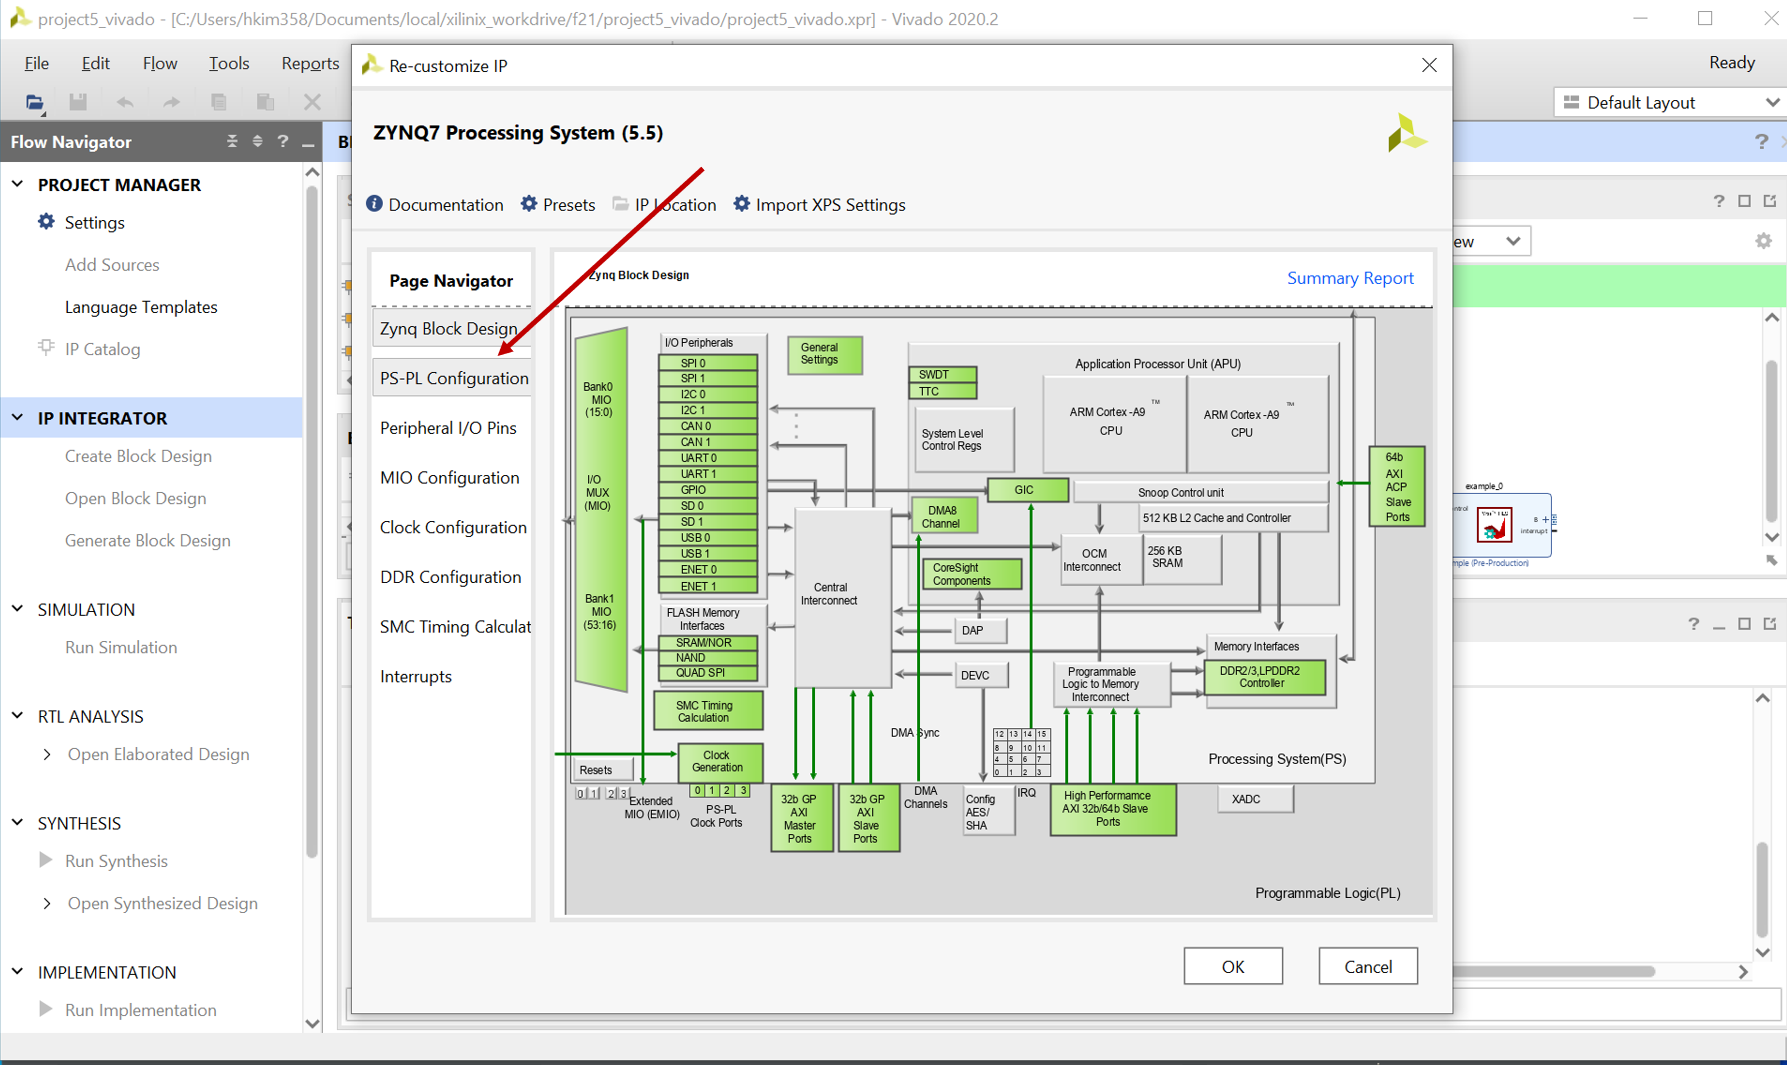 project5_vivado - [C:/Users/hkim358/Documents/local/xilinix_workdrive/f21/project5_vivado/project5_vivado.xpr] - Vivado 2020.2
File Edit Flow Tools Reports
Ready
Default Layout
Flow Navigator
PROJECT MANAGER
Settings
Add Sources
Language Templates
IP Catalog
IP INTEGRATOR
Create Block Design
Open Block Design
Generate Block Design
SIMULATION
Run Simulation
RTL ANALYSIS
Open Elaborated Design
SYNTHESIS
Run Synthesis
Open Synthesized Design
IMPLEMENTATION
Run Implementation
Re-customize IP
ZYNQ7 Processing System (5.5)
Documentation Presets IP Location Import XPS Settings
Page Navigator
Zynq Block Design
PS-PL Configuration
Peripheral I/O Pins
MIO Configuration
Clock Configuration
DDR Configuration
SMC Timing Calculat
Interrupts
Zynq Block Design
Summary Report
Bank0
MIO
(15:0)
I/O
MUX
(MIO)
Bank1
MIO
(53:16)
I/O Peripherals
SPI 0
SPI 1
I2C 0
I2C 1
CAN 0
CAN 1
UART 0
UART 1
GPIO
SD 0
SD 1
USB 0
USB 1
ENET 0
ENET 1
FLASH Memory
Interfaces
SRAM/NOR
NAND
QUAD SPI
SMC Timing
Calculation
Clock
Generation
Resets
0 1 2 3
Extended
MIO (EMIO)
0 1 2 3
PS-PL
Clock Ports
General
Settings
SWDT
TTC
System Level
Control Regs
Application Processor Unit (APU)
ARM Cortex -A9 TM
CPU
ARM Cortex -A9 TM
CPU
GIC
Snoop Control unit
DMA8
Channel
512 KB L2 Cache and Controller
OCM
Interconnect
256 KB
SRAM
CoreSight
Components
Central
Interconnect
DAP
DEVC
64b
AXI
ACP
Slave
Ports
Memory Interfaces
DDR2/3,LPDDR2
Controller
Programmable
Logic to Memory
Interconnect
DMA Sync
12 13 14 15
8 9 10 11
4 5 6 7
0 1 2 3
IRQ
Processing System(PS)
32b GP
AXI
Master
Ports
32b GP
AXI
Slave
Ports
DMA
Channels
Config
AES/
SHA
High Performamce
AXI 32b/64b Slave
Ports
XADC
Programmable Logic(PL)
OK Cancel
ew
example_0
ntrol
B
interrupt
mple (Pre-Production)